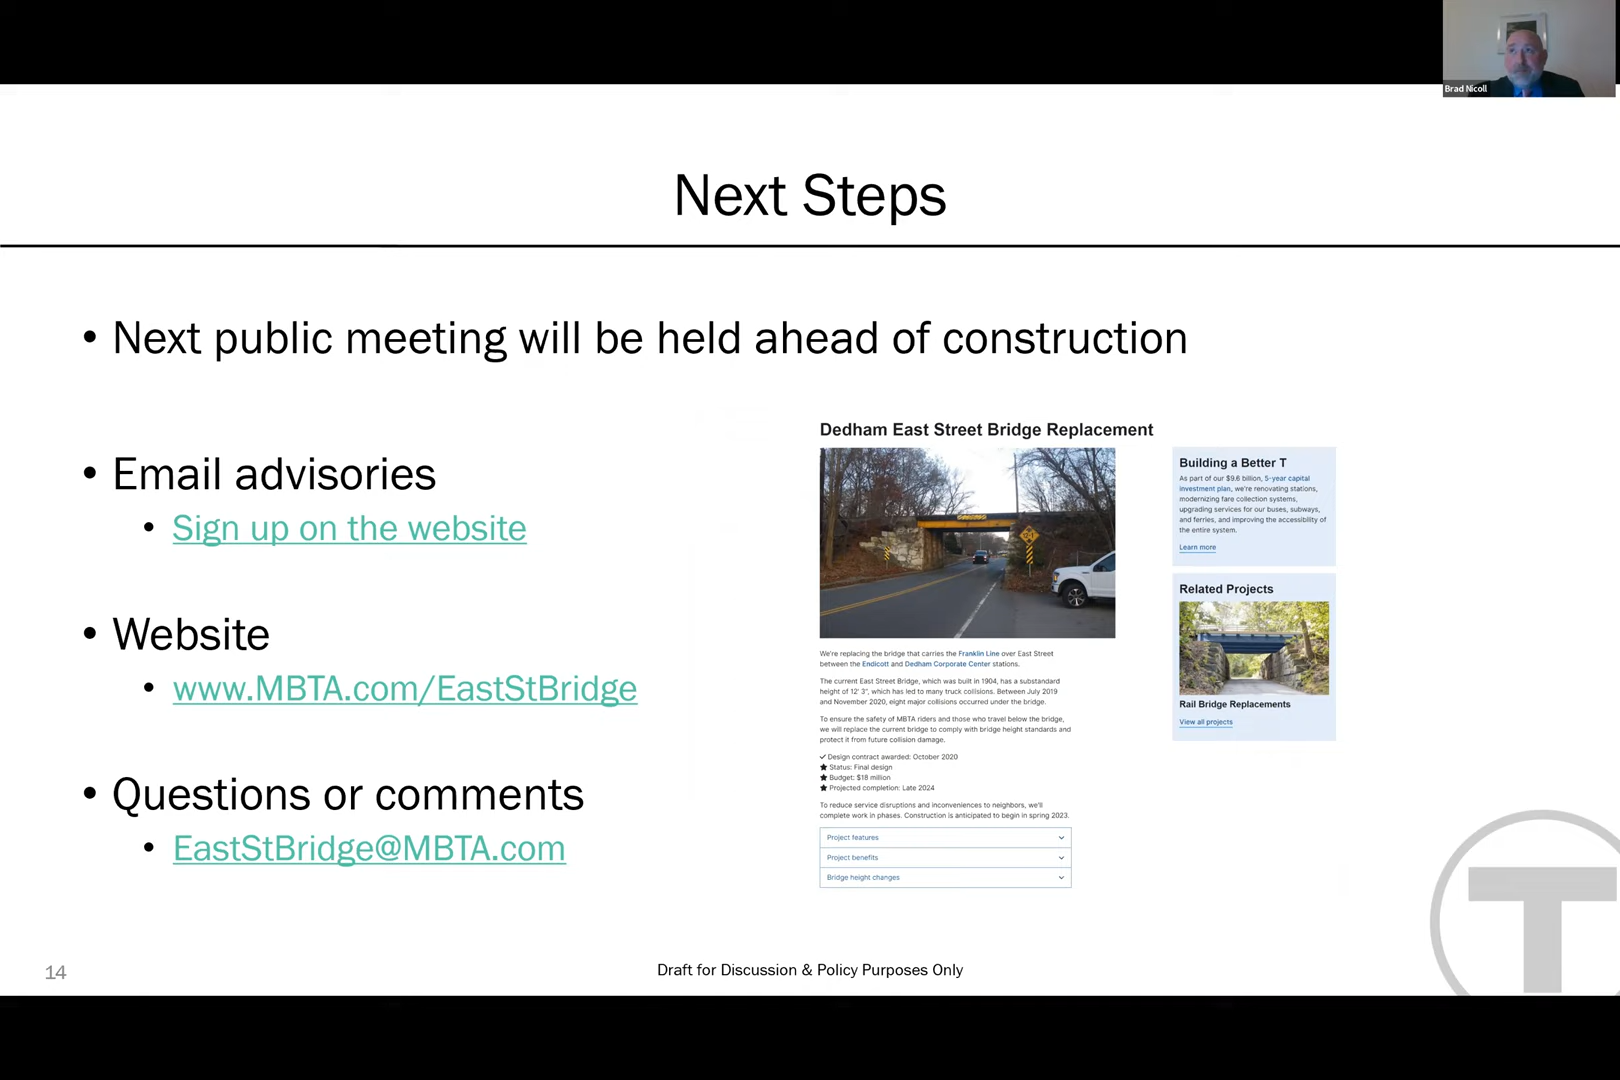 Brad Nicoll
Next Steps
• Next public meeting will be held ahead of construction
• Email advisories
• Sign up on the website
• Website
• www.MBTA.com/EastStBridge
• Questions or comments
• EastStBridge@MBTA.com
Dedham East Street Bridge Replacement
We're replacing the bridge that carries the Franklin Line over East Street
between the Endicott and Dedham Corporate Center stations.
The current East Street Bridge, which was built in 1904, has a substandard
height of 12' 3", which has led to many truck collisions. Between July 2019
and November 2020, eight major collisions occurred under the bridge.
To ensure the safety of MBTA riders and those who travel below the bridge,
we will replace the current bridge to comply with bridge height standards and
protect it from future collision damage.
✓ Design contract awarded: October 2020
★ Status: Final design
★ Budget: $18 million
★ Projected completion: Late 2024
To reduce service disruptions and inconveniences to neighbors, we'll
complete work in phases. Construction is anticipated to begin in spring 2023.
Project features
Project benefits
Bridge height changes
Building a Better T
As part of our $9.6 billion, 5-year capital
investment plan, we're renovating stations,
modernizing fare collection systems,
upgrading services for our buses, subways,
and ferries, and improving the accessibility of
the entire system.
Learn more
Related Projects
Rail Bridge Replacements
View all projects
T
14
Draft for Discussion & Policy Purposes Only